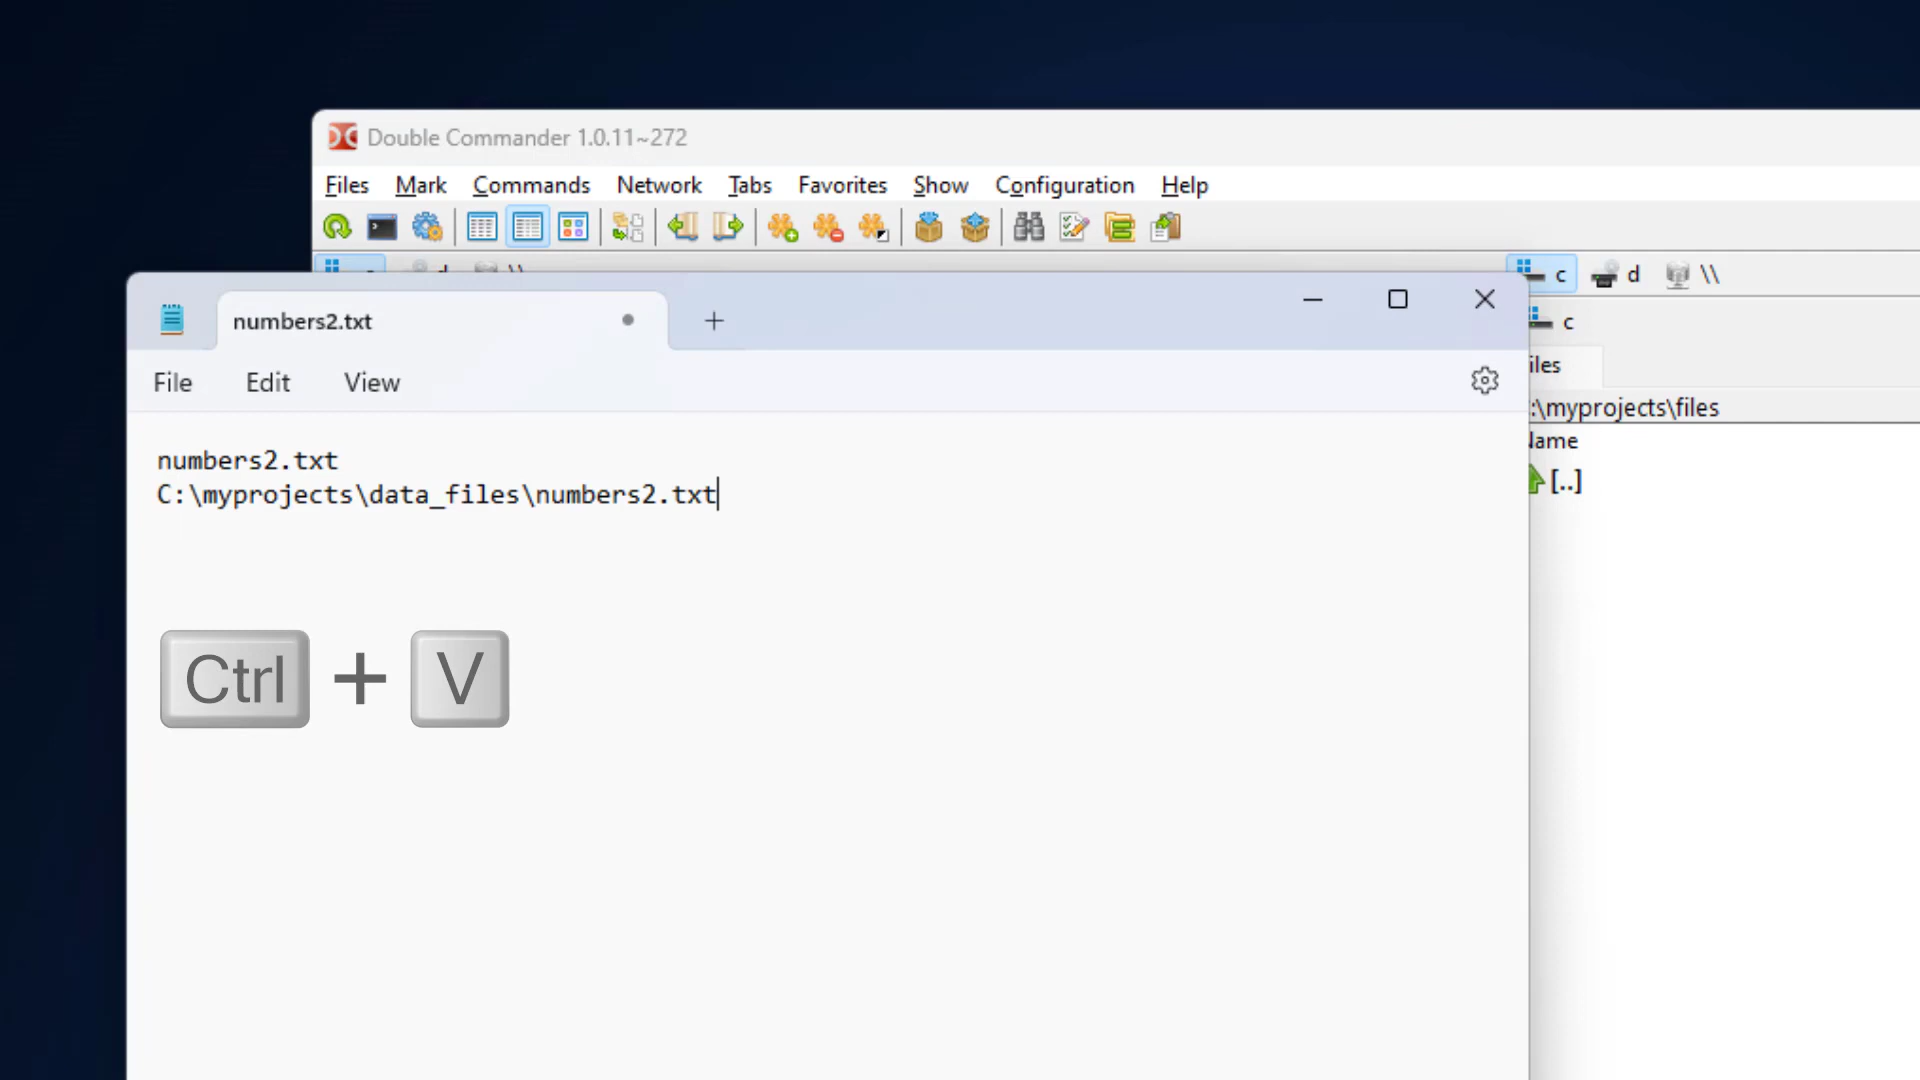 Double Commander 1.0.11~272
Files Mark Commands Network Tabs Favorites Show Configuration Help
c d \\
numbers2.txt
c
File Edit View
iles
:\myprojects\files
Name
[..]
numbers2.txt
C:\myprojects\data_files\numbers2.txt
Ctrl + V